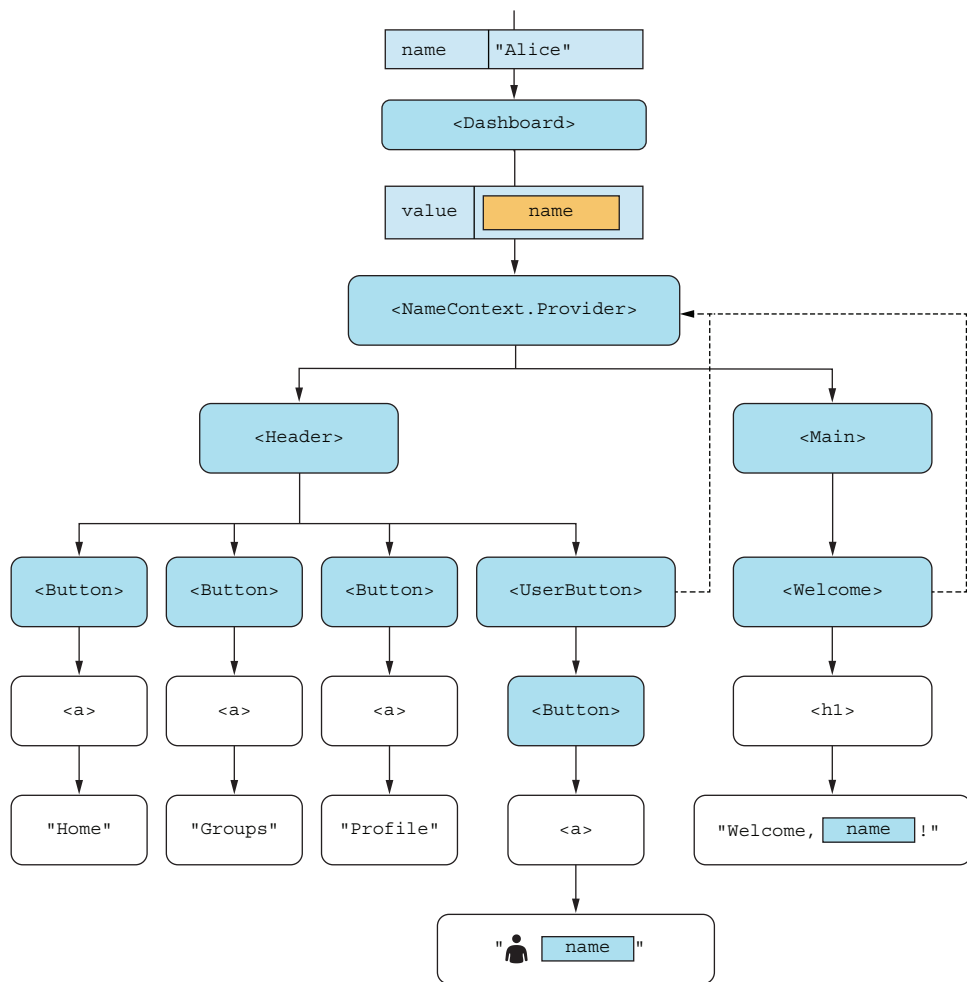 name "Alice"
<Dashboard>
value name
<NameContext.Provider>
<Header> <Main>
<Button> <Button> <Button> <UserButton> <Welcome>
<a> <a> <a> <Button> <h1>
"Home" "Groups" "Profile" <a> "Welcome, name !"
" name "